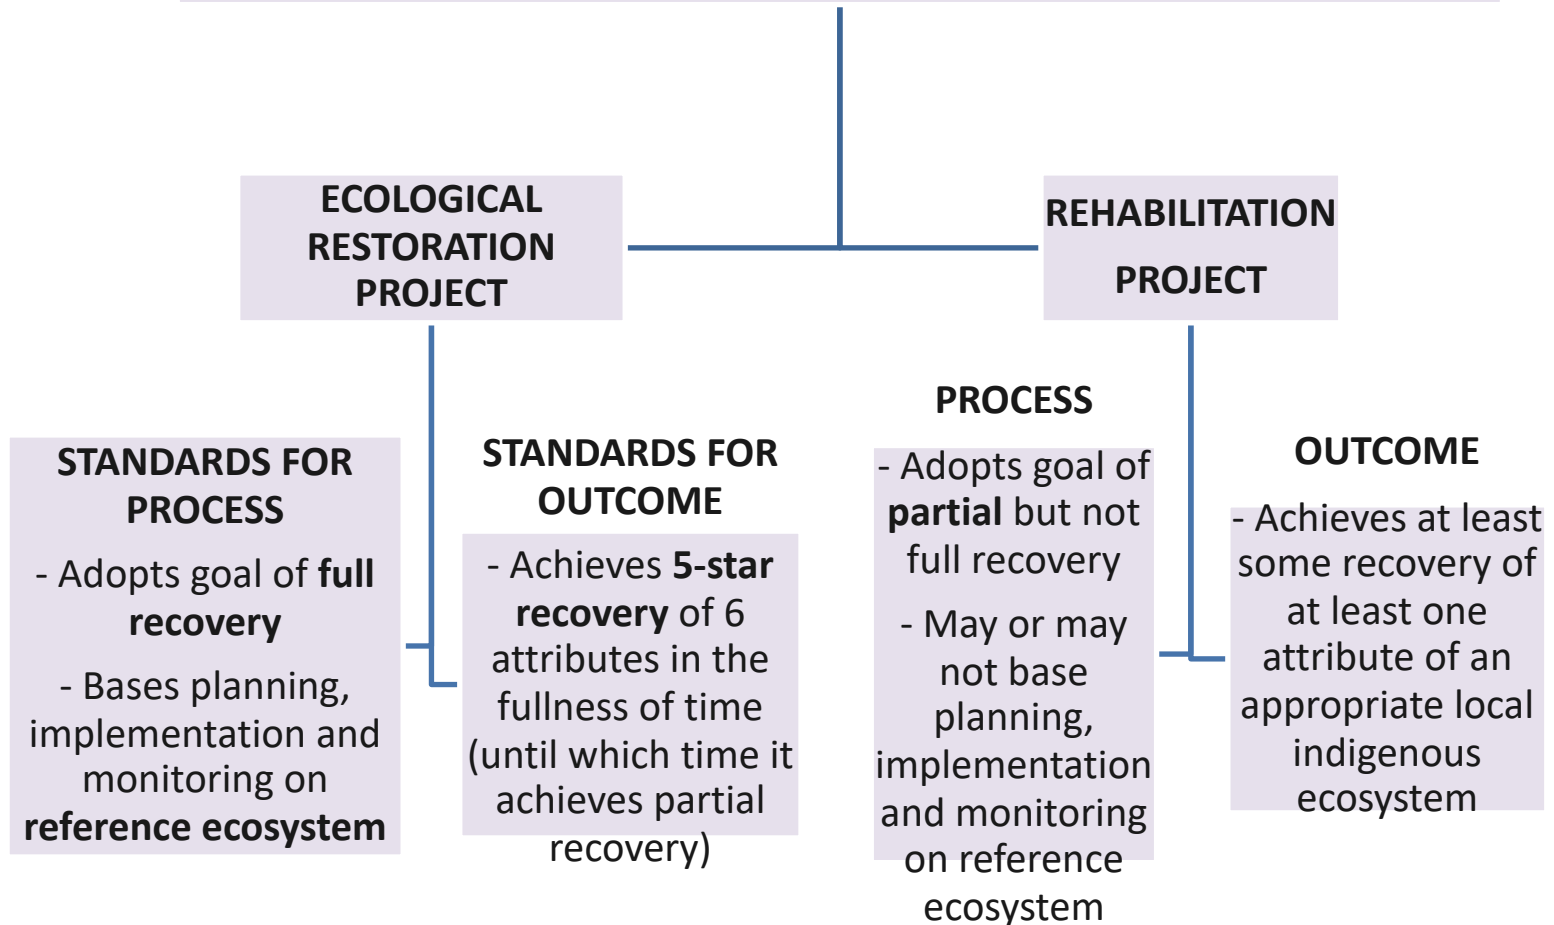 ECOLOGICAL
RESTORATION
PROJECT
REHABILITATION
PROJECT
STANDARDS FOR
PROCESS
- Adopts goal of full
recovery
- Bases planning,
implementation and
monitoring on
reference ecosystem
STANDARDS FOR
OUTCOME
- Achieves 5-star
recovery of 6
attributes in the
fullness of time
(until which time it
achieves partial
recovery)
PROCESS
- Adopts goal of
partial but not
full recovery
- May or may
not base
planning,
implementation
and monitoring
on reference
ecosystem
OUTCOME
- Achieves at least
some recovery of
at least one
attribute of an
appropriate local
indigenous
ecosystem